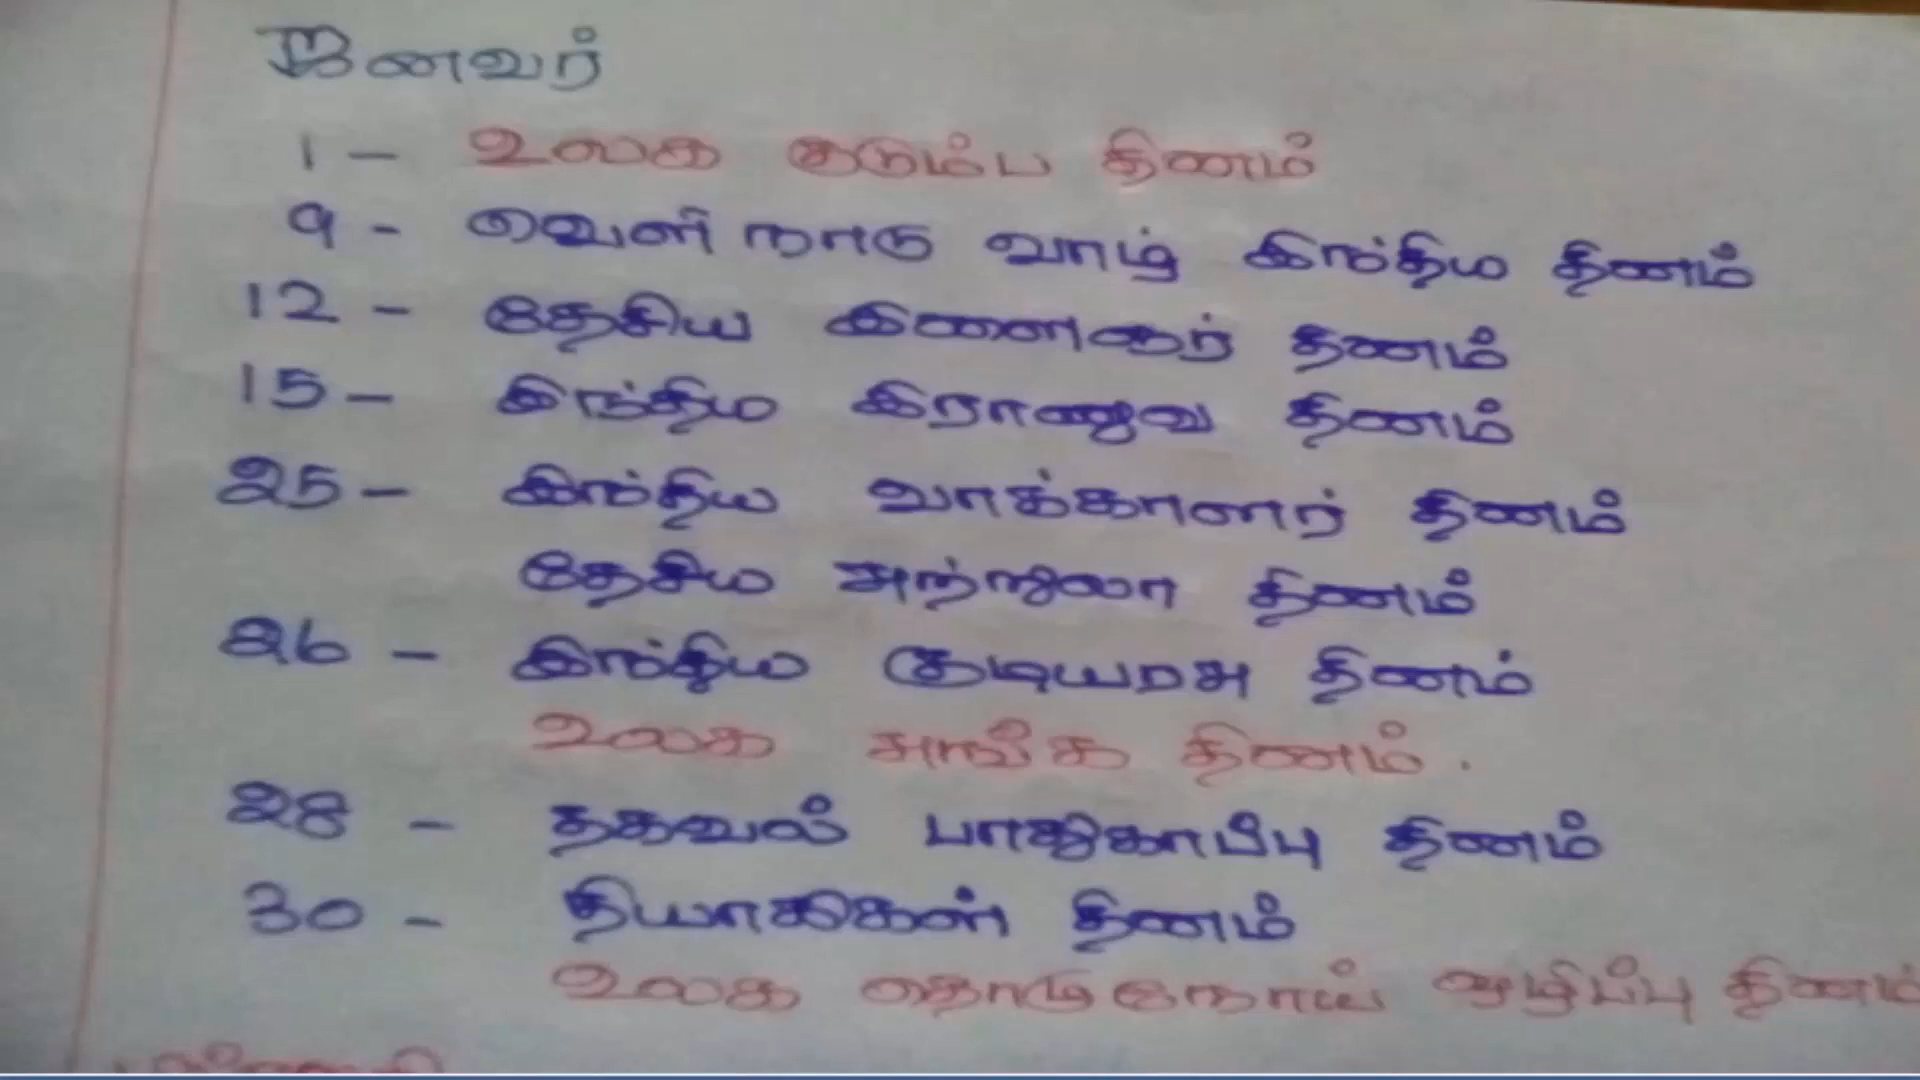 ஜனவர்
1 - உலக குடும்ப தினம்
9 - வெளி நாடு வாழ் இந்திய தினம்
12 - தேசிய இளைஞர் தினம்
15 - இந்திய இராணுவ தினம்
25 - இந்திய வாக்காளர் தினம்
தேசிய சுற்றுலா தினம்
26 - இந்திய குடியரசு தினம்
உலக சுங்க தினம்.
28 - தகவல் பாதுகாப்பு தினம்
30 - தியாகிகள் தினம்
உலக தொழுநோய் ஒழிப்பு தினம்